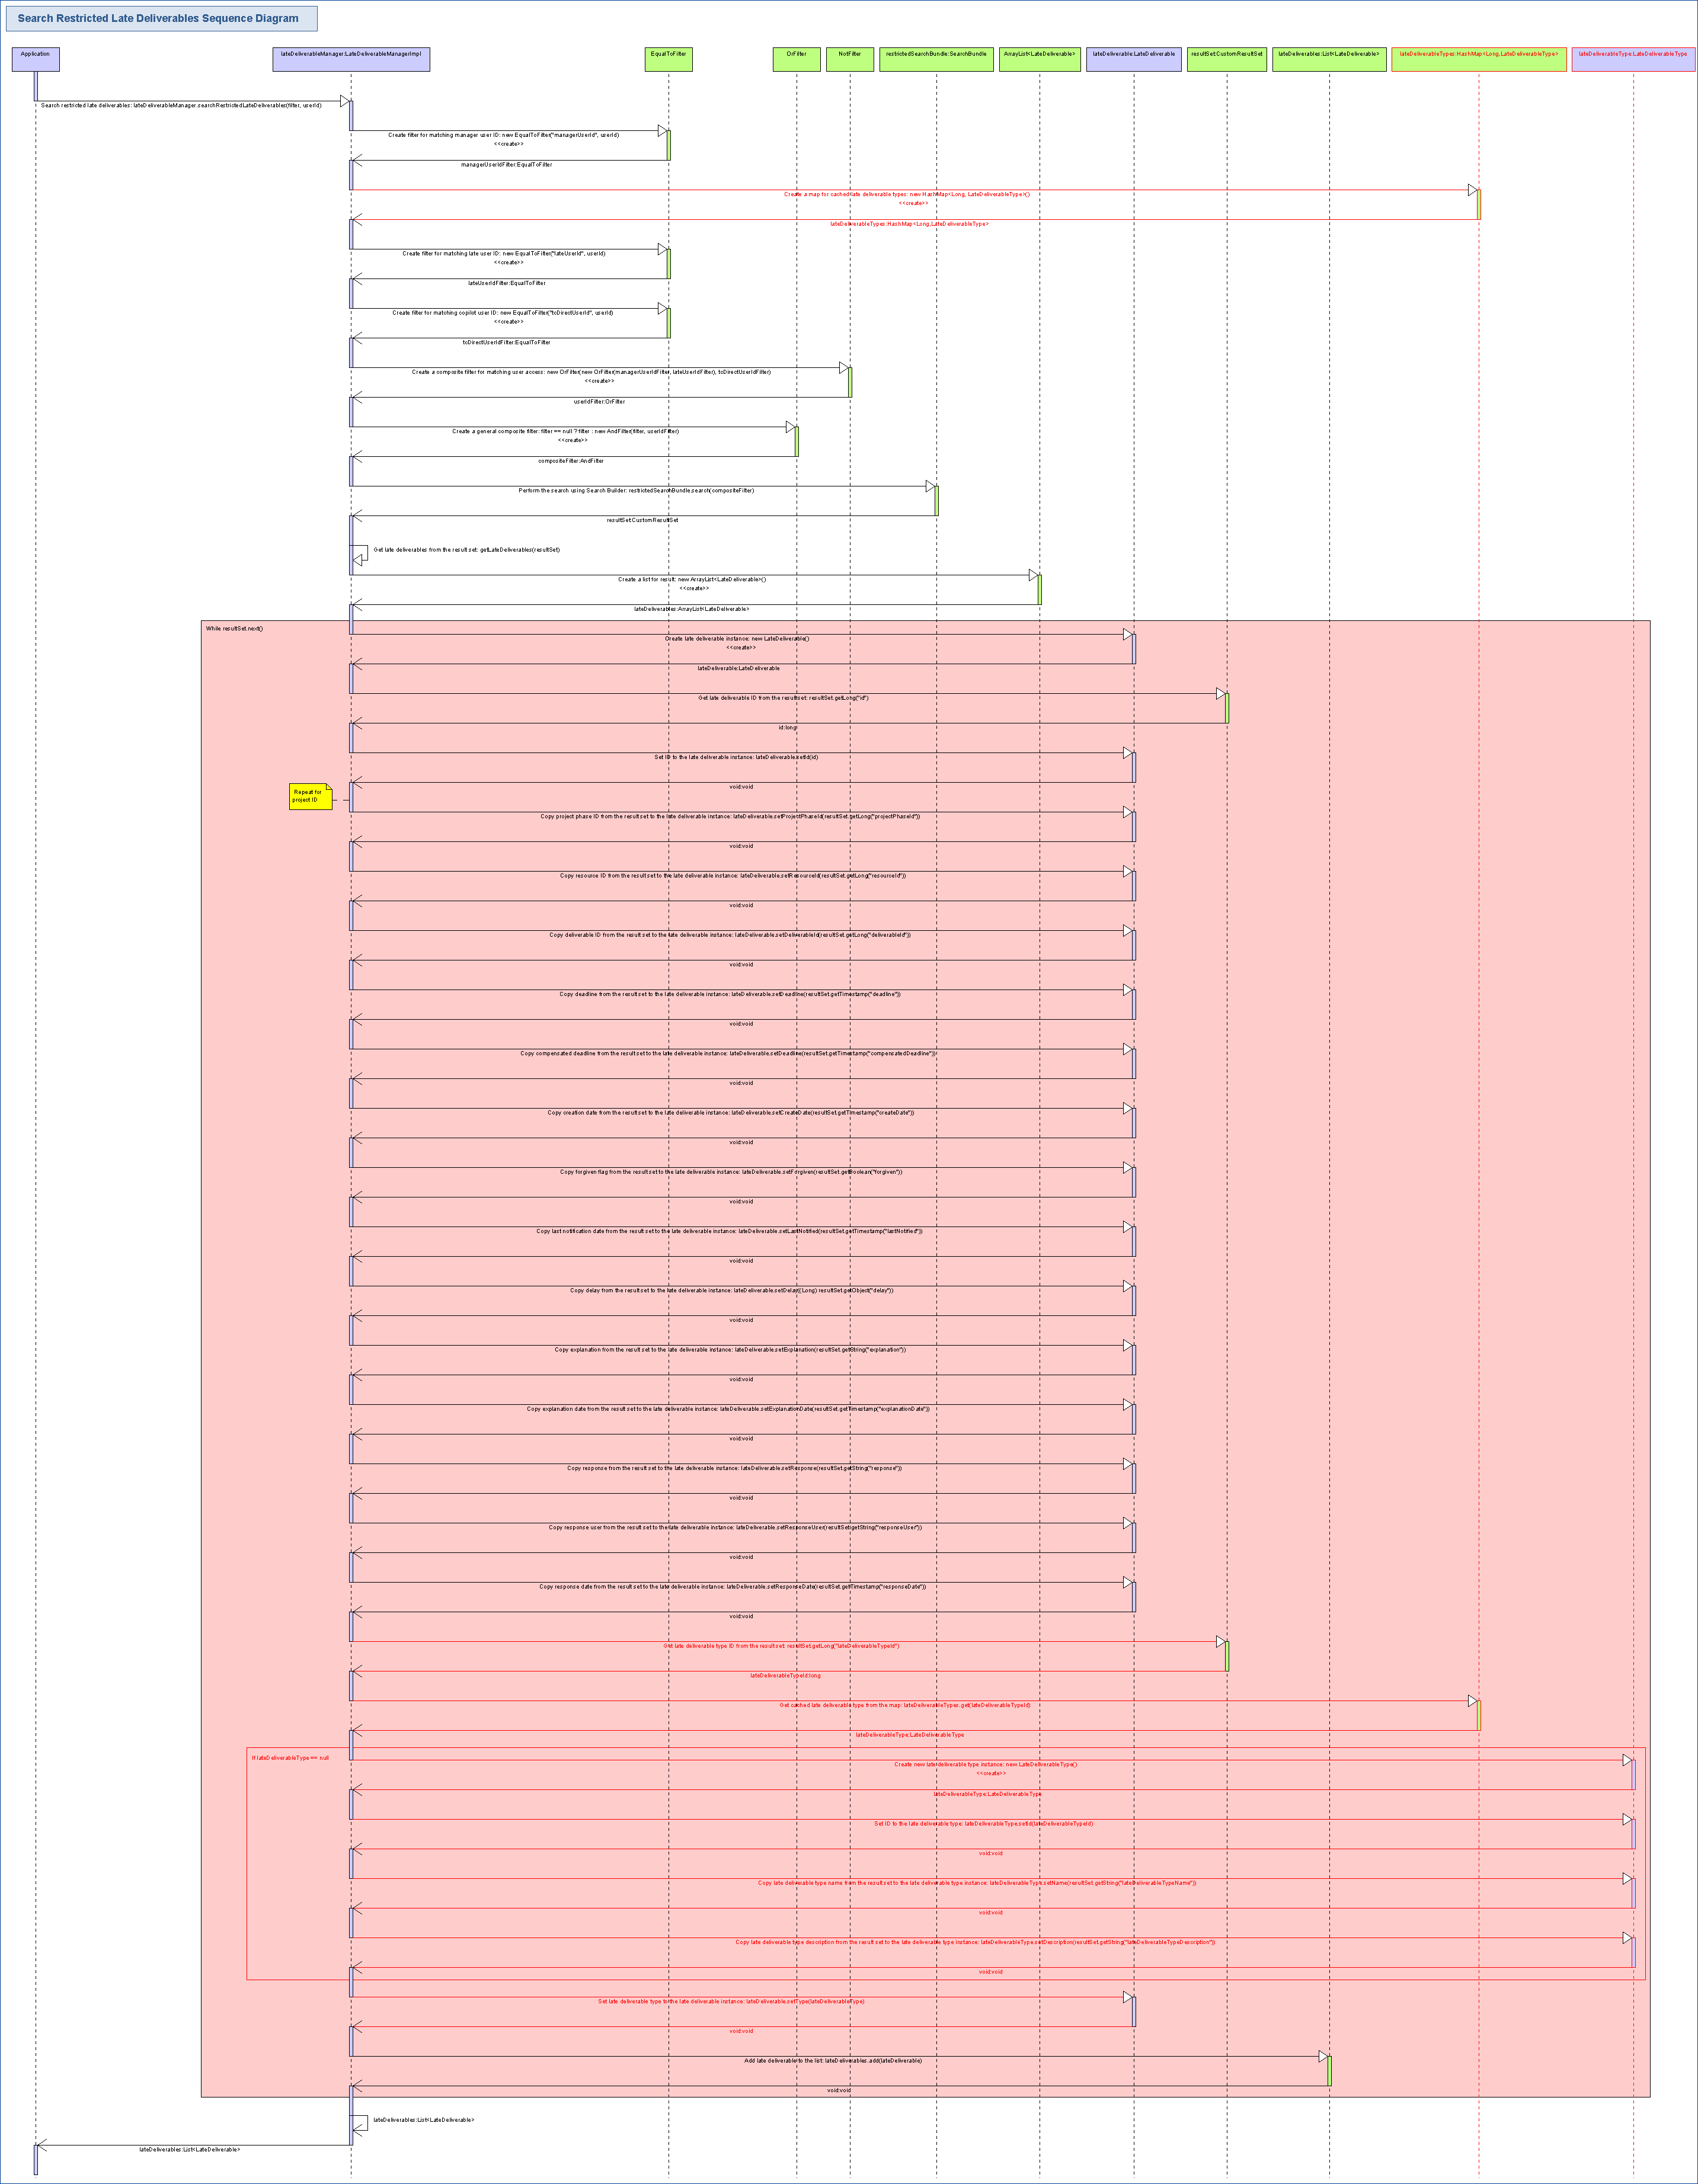 Search Restricted Late Deliverables Sequence Diagram
Application
lateDeliverableManager:LateDeliverableManagerImpl
EqualToFilter
OrFilter
NotFilter
restrictedSearchBundle:SearchBundle
ArrayList<LateDeliverable>
lateDeliverable:LateDeliverable
resultSet:CustomResultSet
lateDeliverables:List<LateDeliverable>
lateDeliverableTypes:HashMap<Long,LateDeliverableType>
lateDeliverableType:LateDeliverableType
Search restricted late deliverables: lateDeliverableManager.searchRestrictedLateDeliverables(filter, userId)
Create filter for matching manager user ID: new EqualToFilter("managerUserId", userId)
<<create>>
managerUserIdFilter:EqualToFilter
Create a map for cached late deliverable types: new HashMap<Long, LateDeliverableType>()
<<create>>
lateDeliverableTypes:HashMap<Long,LateDeliverableType>
Create filter for matching late user ID: new EqualToFilter("lateUserId", userId)
<<create>>
lateUserIdFilter:EqualToFilter
Create filter for matching copilot user ID: new EqualToFilter("tcDirectUserId", userId)
<<create>>
tcDirectUserIdFilter:EqualToFilter
Create a composite filter for matching user access: new OrFilter(new OrFilter(managerUserIdFilter, lateUserIdFilter), tcDirectUserIdFilter)
<<create>>
userIdFilter:OrFilter
Create a general composite filter: filter == null ? filter : new AndFilter(filter, userIdFilter)
<<create>>
compositeFilter:AndFilter
Perform the search using Search Builder: restrictedSearchBundle.search(compositeFilter)
resultSet:CustomResultSet
Get late deliverables from the result set: getLateDeliverables(resultSet)
Create a list for result: new ArrayList<LateDeliverable>()
<<create>>
lateDeliverables:ArrayList<LateDeliverable>
While resultSet.next()
Create late deliverable instance: new LateDeliverable()
<<create>>
lateDeliverable:LateDeliverable
Get late deliverable ID from the resultset: resultSet.getLong("id")
id:long
Set ID to the late deliverable instance: lateDeliverable.setId(id)
void:void
Repeat for
project ID
Copy project phase ID from the result set to the late deliverable instance: lateDeliverable.setProjectPhaseId(resultSet.getLong("projectPhaseId"))
void:void
Copy resource ID from the result set to the late deliverable instance: lateDeliverable.setResourceId(resultSet.getLong("resourceId"))
void:void
Copy deliverable ID from the result set to the late deliverable instance: lateDeliverable.setDeliverableId(resultSet.getLong("deliverableId"))
void:void
Copy deadline from the result set to the late deliverable instance: lateDeliverable.setDeadline(resultSet.getTimestamp("deadline"))
void:void
Copy compensated deadline from the result set to the late deliverable instance: lateDeliverable.setDeadline(resultSet.getTimestamp("compensatedDeadline"))
void:void
Copy creation date from the result set to the late deliverable instance: lateDeliverable.setCreateDate(resultSet.getTimestamp("createDate"))
void:void
Copy forgiven flag from the result set to the late deliverable instance: lateDeliverable.setForgiven(resultSet.getBoolean("forgiven"))
void:void
Copy last notification date from the result set to the late deliverable instance: lateDeliverable.setLastNotified(resultSet.getTimestamp("lastNotified"))
void:void
Copy delay from the result set to the late deliverable instance: lateDeliverable.setDelay((Long) resultSet.getObject("delay"))
void:void
Copy explanation from the result set to the late deliverable instance: lateDeliverable.setExplanation(resultSet.getString("explanation"))
void:void
Copy explanation date from the result set to the late deliverable instance: lateDeliverable.setExplanationDate(resultSet.getTimestamp("explanationDate"))
void:void
Copy response from the result set to the late deliverable instance: lateDeliverable.setResponse(resultSet.getString("response"))
void:void
Copy response user from the result set to the late deliverable instance: lateDeliverable.setResponseUser(resultSet.getString("responseUser"))
void:void
Copy response date from the result set to the late deliverable instance: lateDeliverable.setResponseDate(resultSet.getTimestamp("responseDate"))
void:void
Get late deliverable type ID from the result set: resultSet.getLong("lateDeliverableTypeId")
lateDeliverableTypeId:long
Get cached late deliverable type from the map: lateDeliverableTypes.get(lateDeliverableTypeId)
lateDeliverableType:LateDeliverableType
If lateDeliverableType == null
Create new late deliverable type instance: new LateDeliverableType()
<<create>>
lateDeliverableType:LateDeliverableType
Set ID to the late deliverable type: lateDeliverableType.setId(lateDeliverableTypeId)
void:void
Copy late deliverable type name from the result set to the late deliverable type instance: lateDeliverableType.setName(resultSet.getString("lateDeliverableTypeName"))
void:void
Copy late deliverable type description from the result set to the late deliverable type instance: lateDeliverableType.setDescription(resultSet.getString("lateDeliverableTypeDescription"))
void:void
Set late deliverable type to the late deliverable instance: lateDeliverable.setType(lateDeliverableType)
void:void
Add late deliverable to the list: lateDeliverables.add(lateDeliverable)
void:void
lateDeliverables:List<LateDeliverable>
lateDeliverables:List<LateDeliverable>